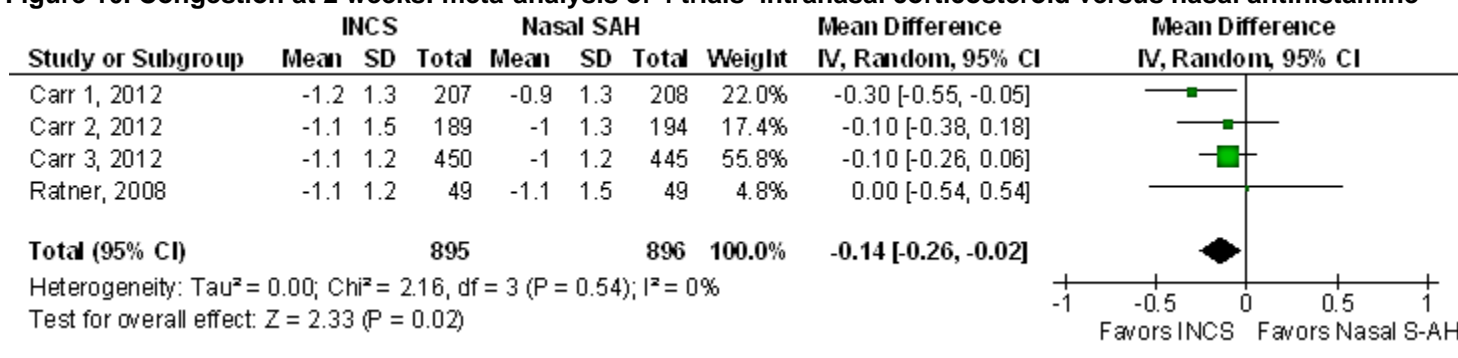 Figure 10. Congestion at 2 weeks: meta-analysis of 4 trials–intranasal corticosteroid versus nasal antihistamine
INCS Nasal SAH Mean Difference Mean Difference
Study or Subgroup Mean SD Total Mean SD Total Weight IV, Random, 95% CI IV, Random, 95% CI
Carr 1, 2012 -1.2 1.3 207 -0.9 1.3 208 22.0% -0.30 [-0.55, -0.05]
Carr 2, 2012 -1.1 1.5 189 -1 1.3 194 17.4% -0.10 [-0.38, 0.18]
Carr 3, 2012 -1.1 1.2 450 -1 1.2 445 55.8% -0.10 [-0.26, 0.06]
Ratner, 2008 -1.1 1.2 49 -1.1 1.5 49 4.8% 0.00 [-0.54, 0.54]
Total (95% CI) 895 896 100.0% -0.14 [-0.26, -0.02]
Heterogeneity: Tau² = 0.00; Chi² = 2.16, df = 3 (P = 0.54); I² = 0%
Test for overall effect: Z = 2.33 (P = 0.02)
-1 -0.5 0 0.5 1
Favors INCS Favors Nasal S-AH